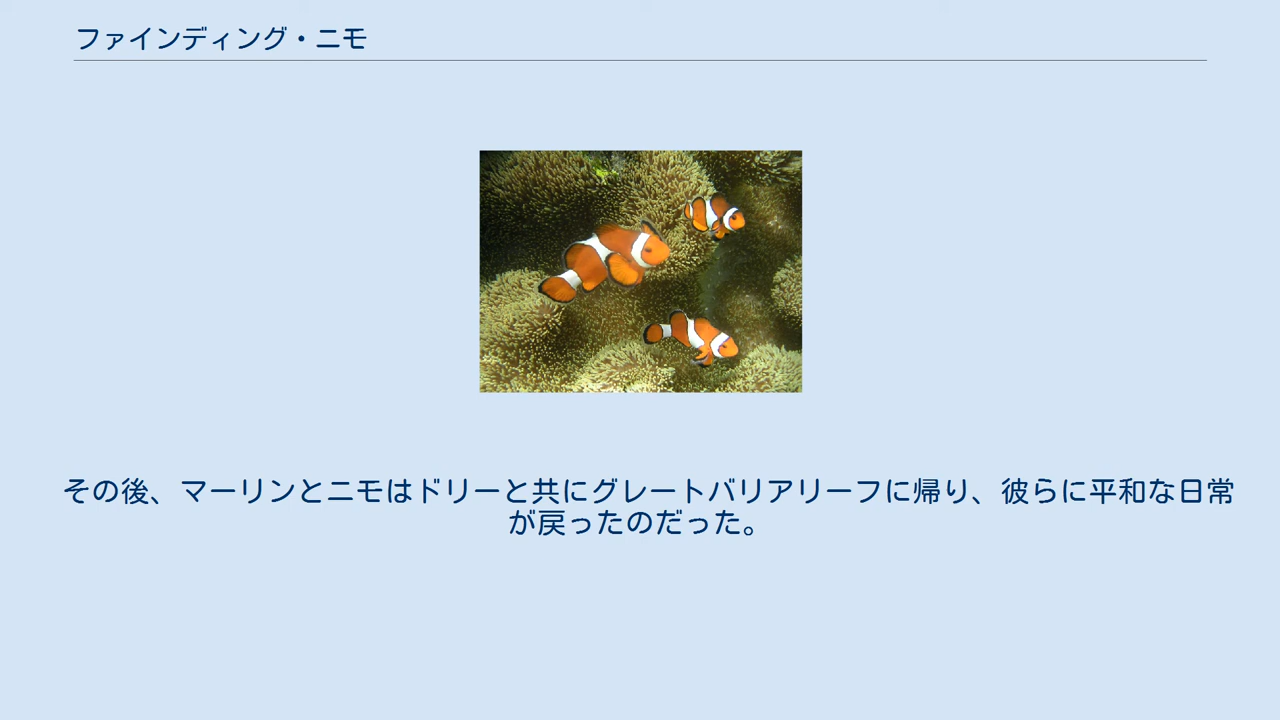 ファインディング・ニモ
その後、マーリンとニモはドリーと共にグレートバリアリーフに帰り、彼らに平和な日常
が戻ったのだった。